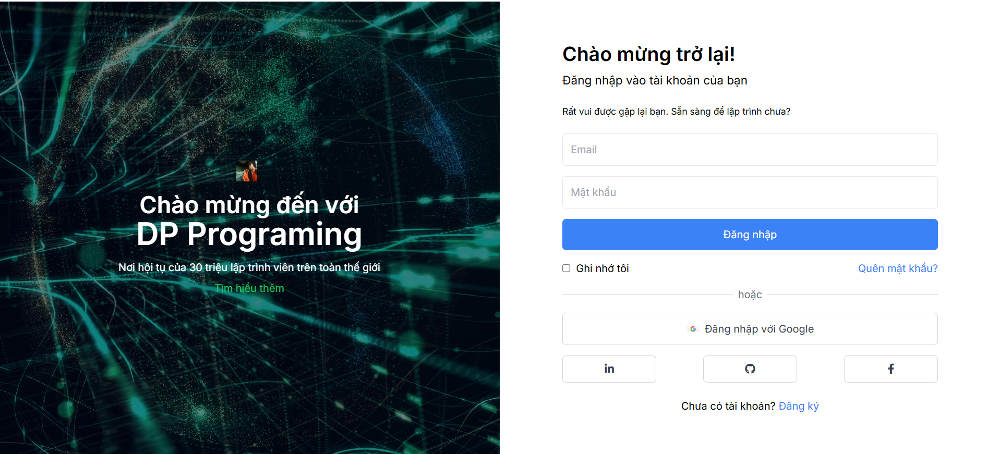 Chào mừng đến với
DP Programing
Nơi hội tụ của 30 triệu lập trình viên trên toàn thế giới
Tìm hiểu thêm
Chào mừng trở lại!
Đăng nhập vào tài khoản của bạn
Rất vui được gặp lại bạn. Sẵn sàng để lập trình chưa?
Email
Mật khẩu
Đăng nhập
Ghi nhớ tôi
Quên mật khẩu?
hoặc
Đăng nhập với Google
Chưa có tài khoản? Đăng ký